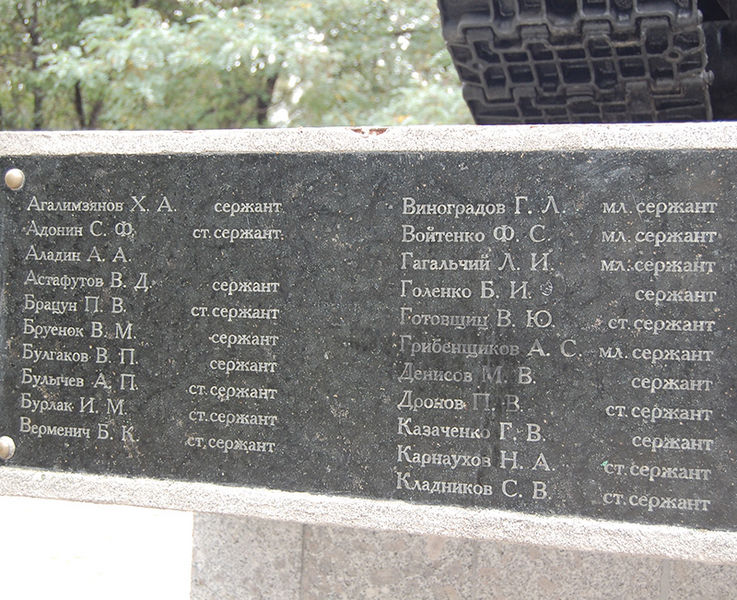 Агалимзянов Х. А. сержант
Адонин С. Ф. ст.сержант
Аладин А. А.
Астафутов В. Д. сержант
Брацун П. В. ст.сержант
Бруенок В. М. сержант
Булгаков В. П. сержант
Булычев А. П. ст.сержант
Бурлак И. М. ст.сержант
Верменич Б. К. ст.сержант
Виноградов Г. Л. мл. сержант
Войтенко Ф. С. мл. сержант
Гагальчий Л. И. мл. сержант
Голенко Б. И. сержант
Готовщиц В. Ю. ст.сержант
Грибенщиков А. С. мл. сержант
Денисов М. В. сержант
Дронов П. В. ст.сержант
Казаченко Г. В. сержант
Карнаухов Н. А. ст.сержант
Кладников С. В. ст.сержант